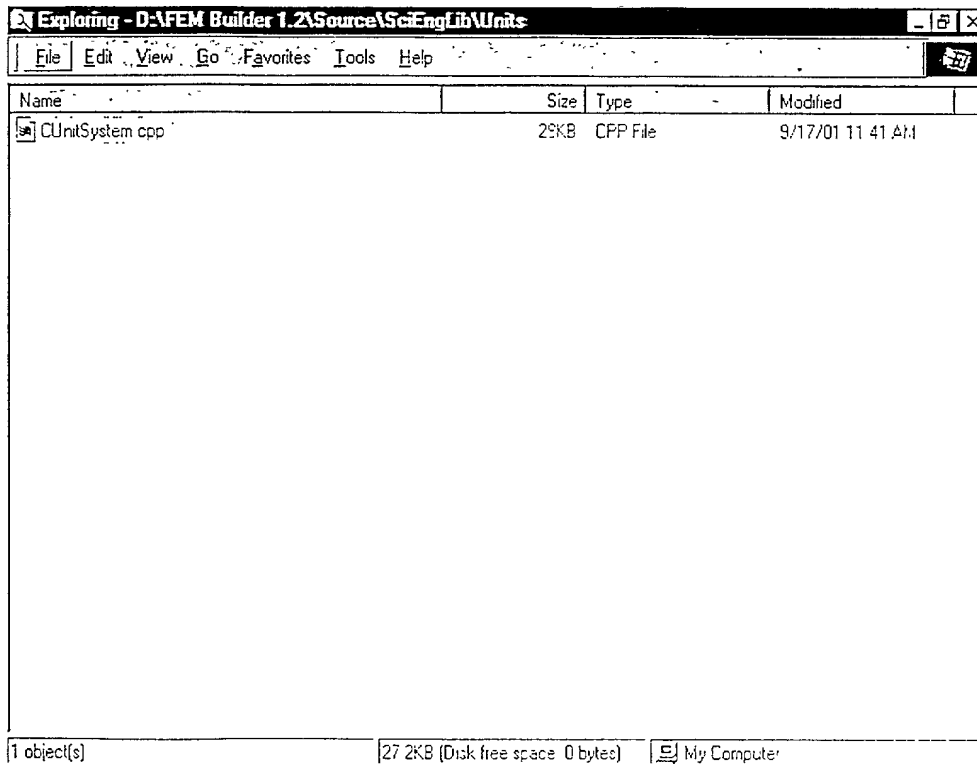 Exploring - D:\FEM Builder 1.2\Source\SciEngLib\Units
File Edit View Go Favorites Tools Help
Name Size Type Modified
CUnitSystem cpp CPP File 9/17/01 11 41 AM
1 object(s) 27 2KB (Disk free space 0 bytes) My Computer